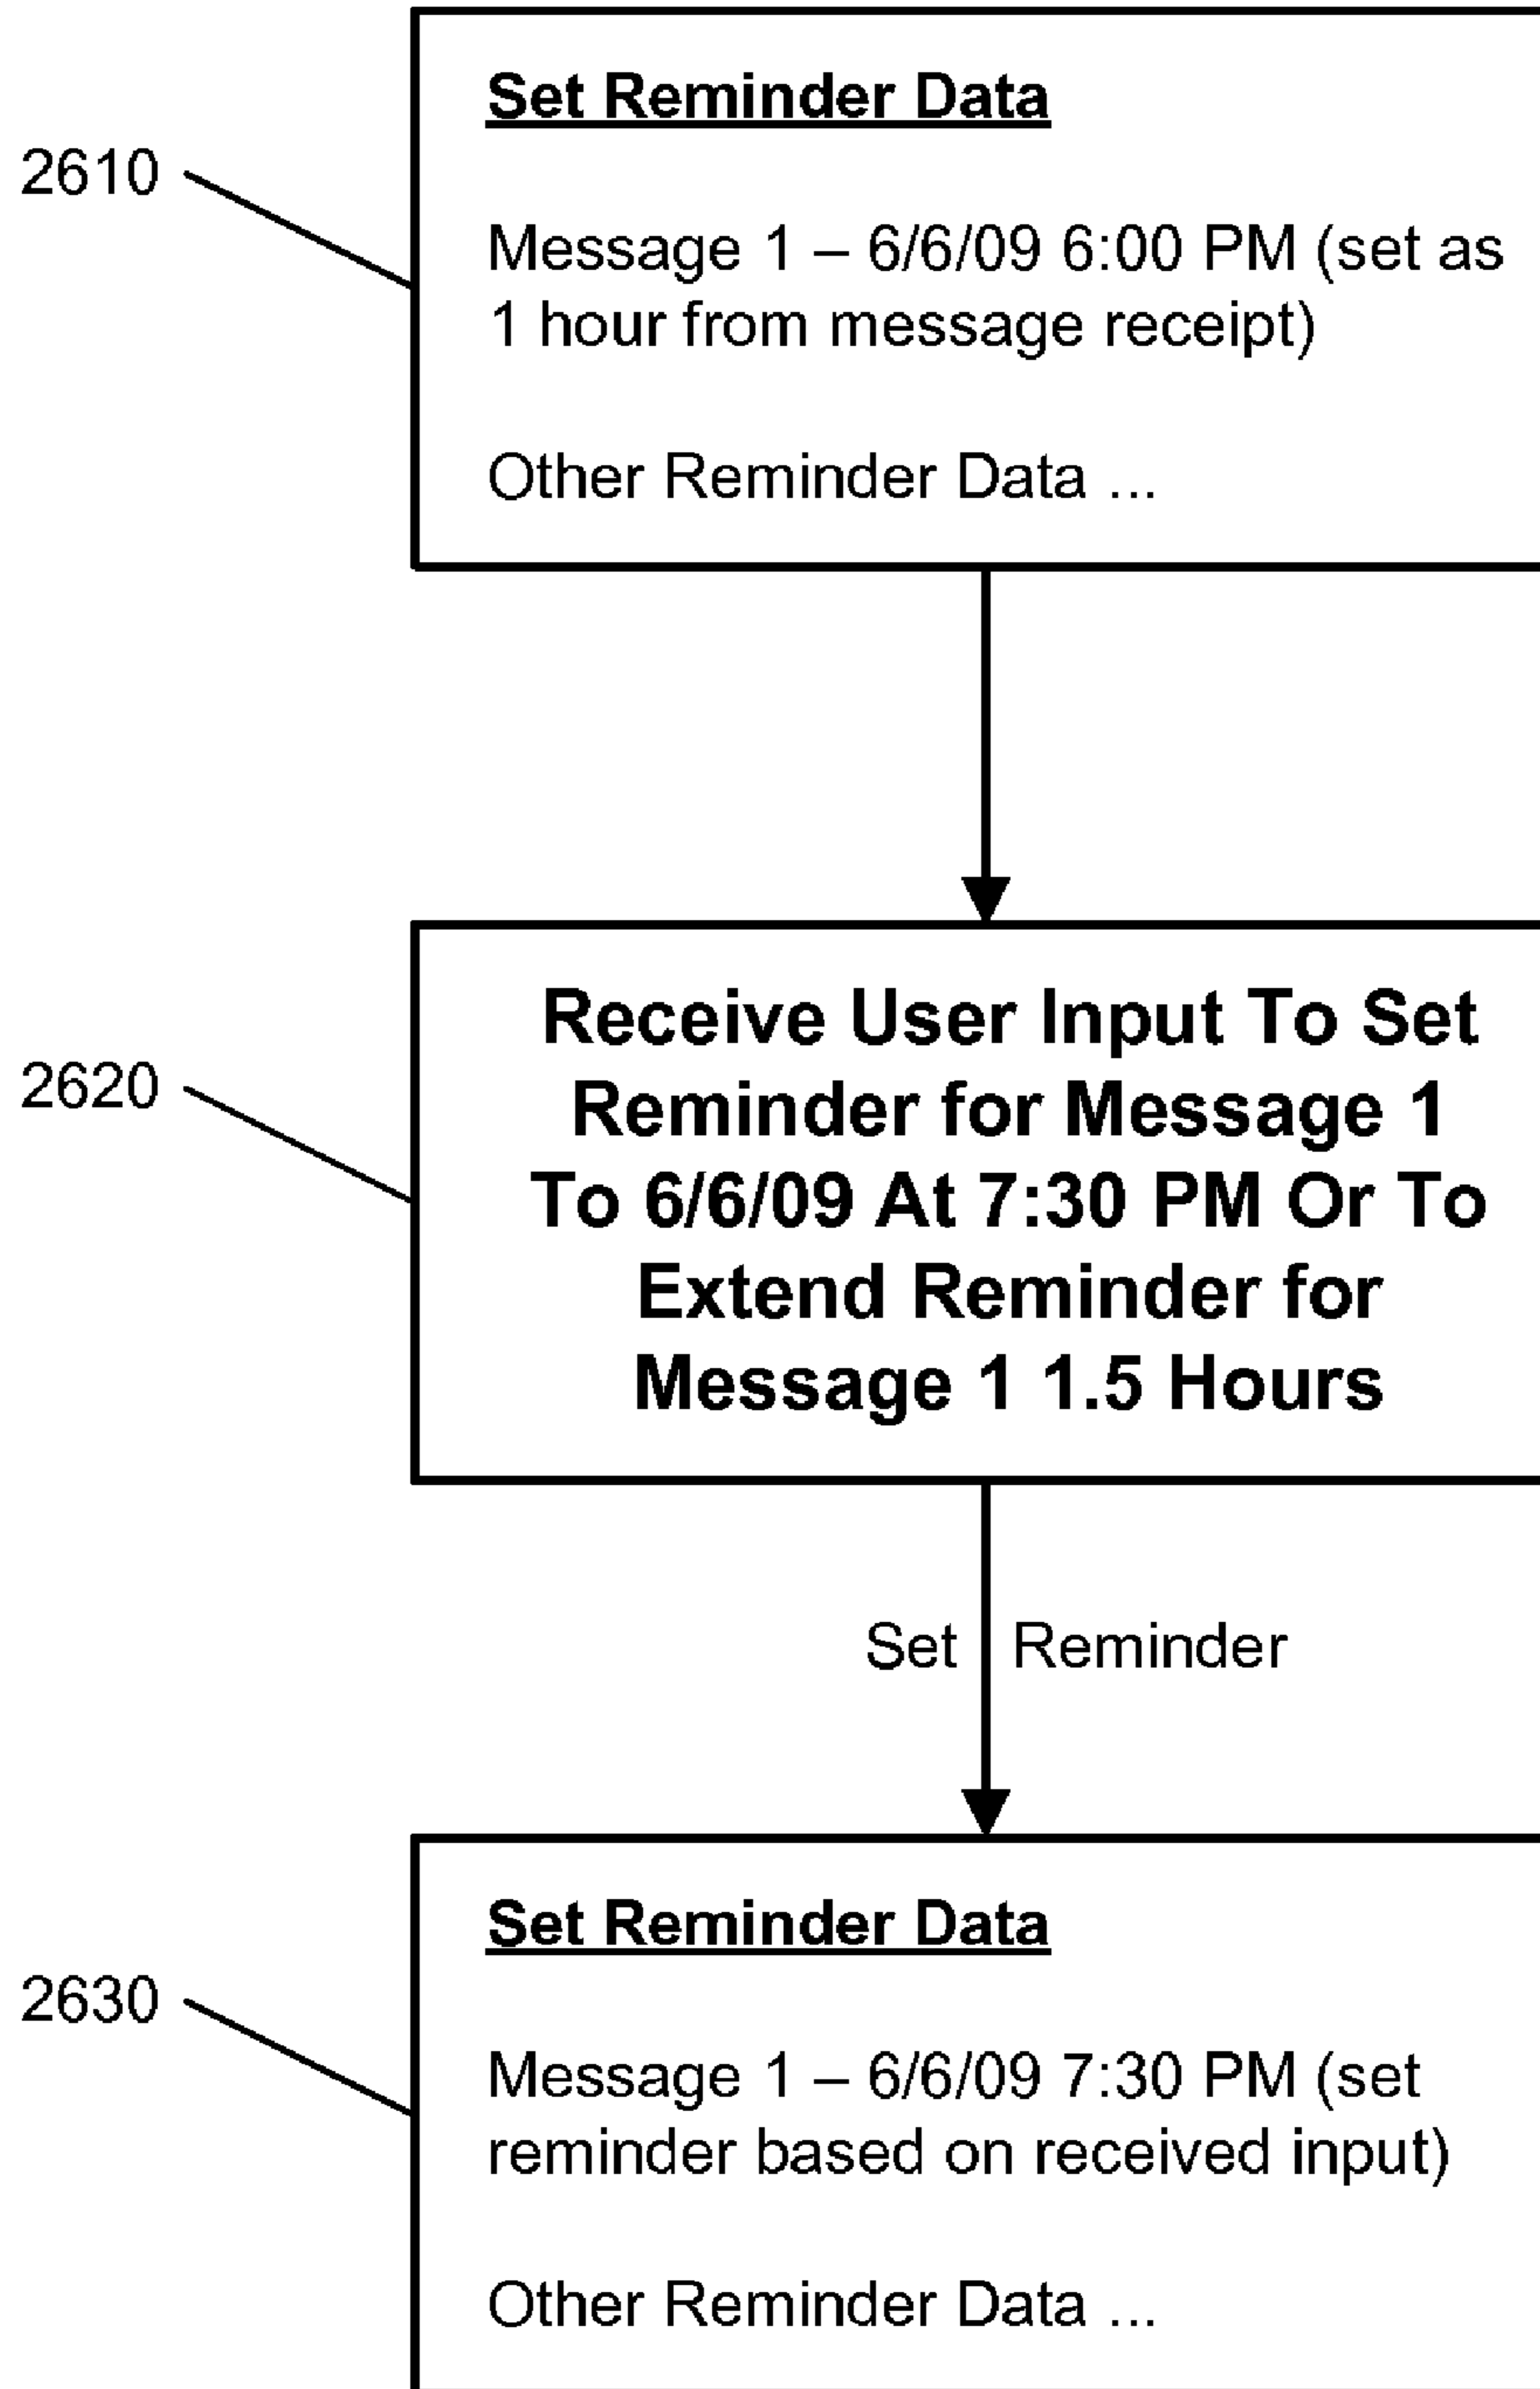 Set Reminder Data
2610
Message 1 – 6/6/09 6:00 PM (set as
1 hour from message receipt)
Other Reminder Data ...
Receive User Input To Set
2620
Reminder for Message 1
To 6/6/09 At 7:30 PM Or To
Extend Reminder for
Message 1 1.5 Hours
Set Reminder
Set Reminder Data
2630
Message 1 – 6/6/09 7:30 PM (set
reminder based on received input)
Other Reminder Data ...